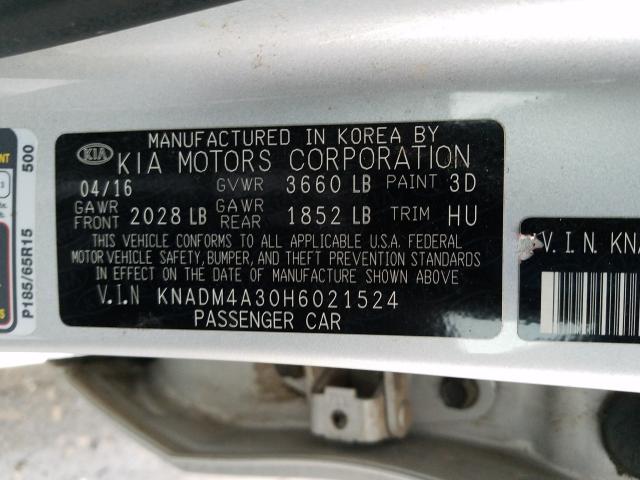 MANUFACTURED IN KOREA BY
KIA KIA MOTORS CORPORATION
04/16 GVWR 3660 LB PAINT 3D
GAWR FRONT 2028 LB GAWR REAR 1852 LB TRIM HU
THIS VEHICLE CONFORMS TO ALL APPLICABLE U.S.A. FEDERAL
MOTOR VEHICLE SAFETY, BUMPER, AND THEFT PREVENTION STANDARDS
IN EFFECT ON THE DATE OF MANUFACTURE SHOWN ABOVE
V.I.N KNADM4A30H6021524
PASSENGER CAR
P185/65R15 500
V.I.N. KNA